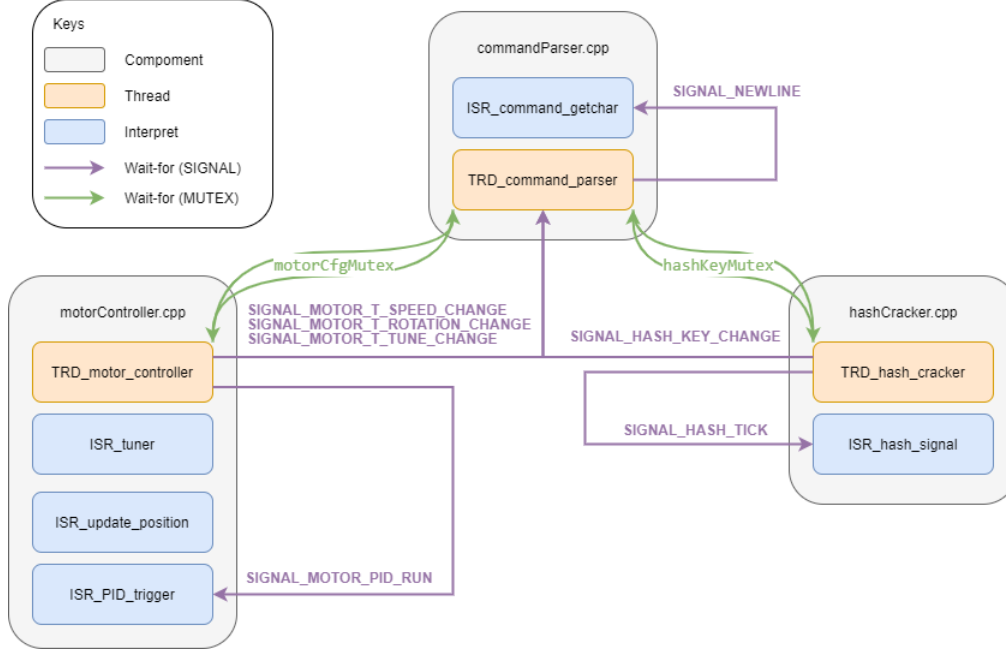 Keys
Compoment
Thread
Interpret
Wait-for (SIGNAL)
Wait-for (MUTEX)
commandParser.cpp
ISR_command_getchar
SIGNAL_NEWLINE
TRD_command_parser
motorCfgMutex
hashKeyMutex
motorController.cpp
SIGNAL_MOTOR_T_SPEED_CHANGE
SIGNAL_MOTOR_T_ROTATION_CHANGE
SIGNAL_MOTOR_T_TUNE_CHANGE
SIGNAL_HASH_KEY_CHANGE
hashCracker.cpp
TRD_motor_controller
TRD_hash_cracker
ISR_tuner
SIGNAL_HASH_TICK
ISR_hash_signal
ISR_update_position
SIGNAL_MOTOR_PID_RUN
ISR_PID_trigger